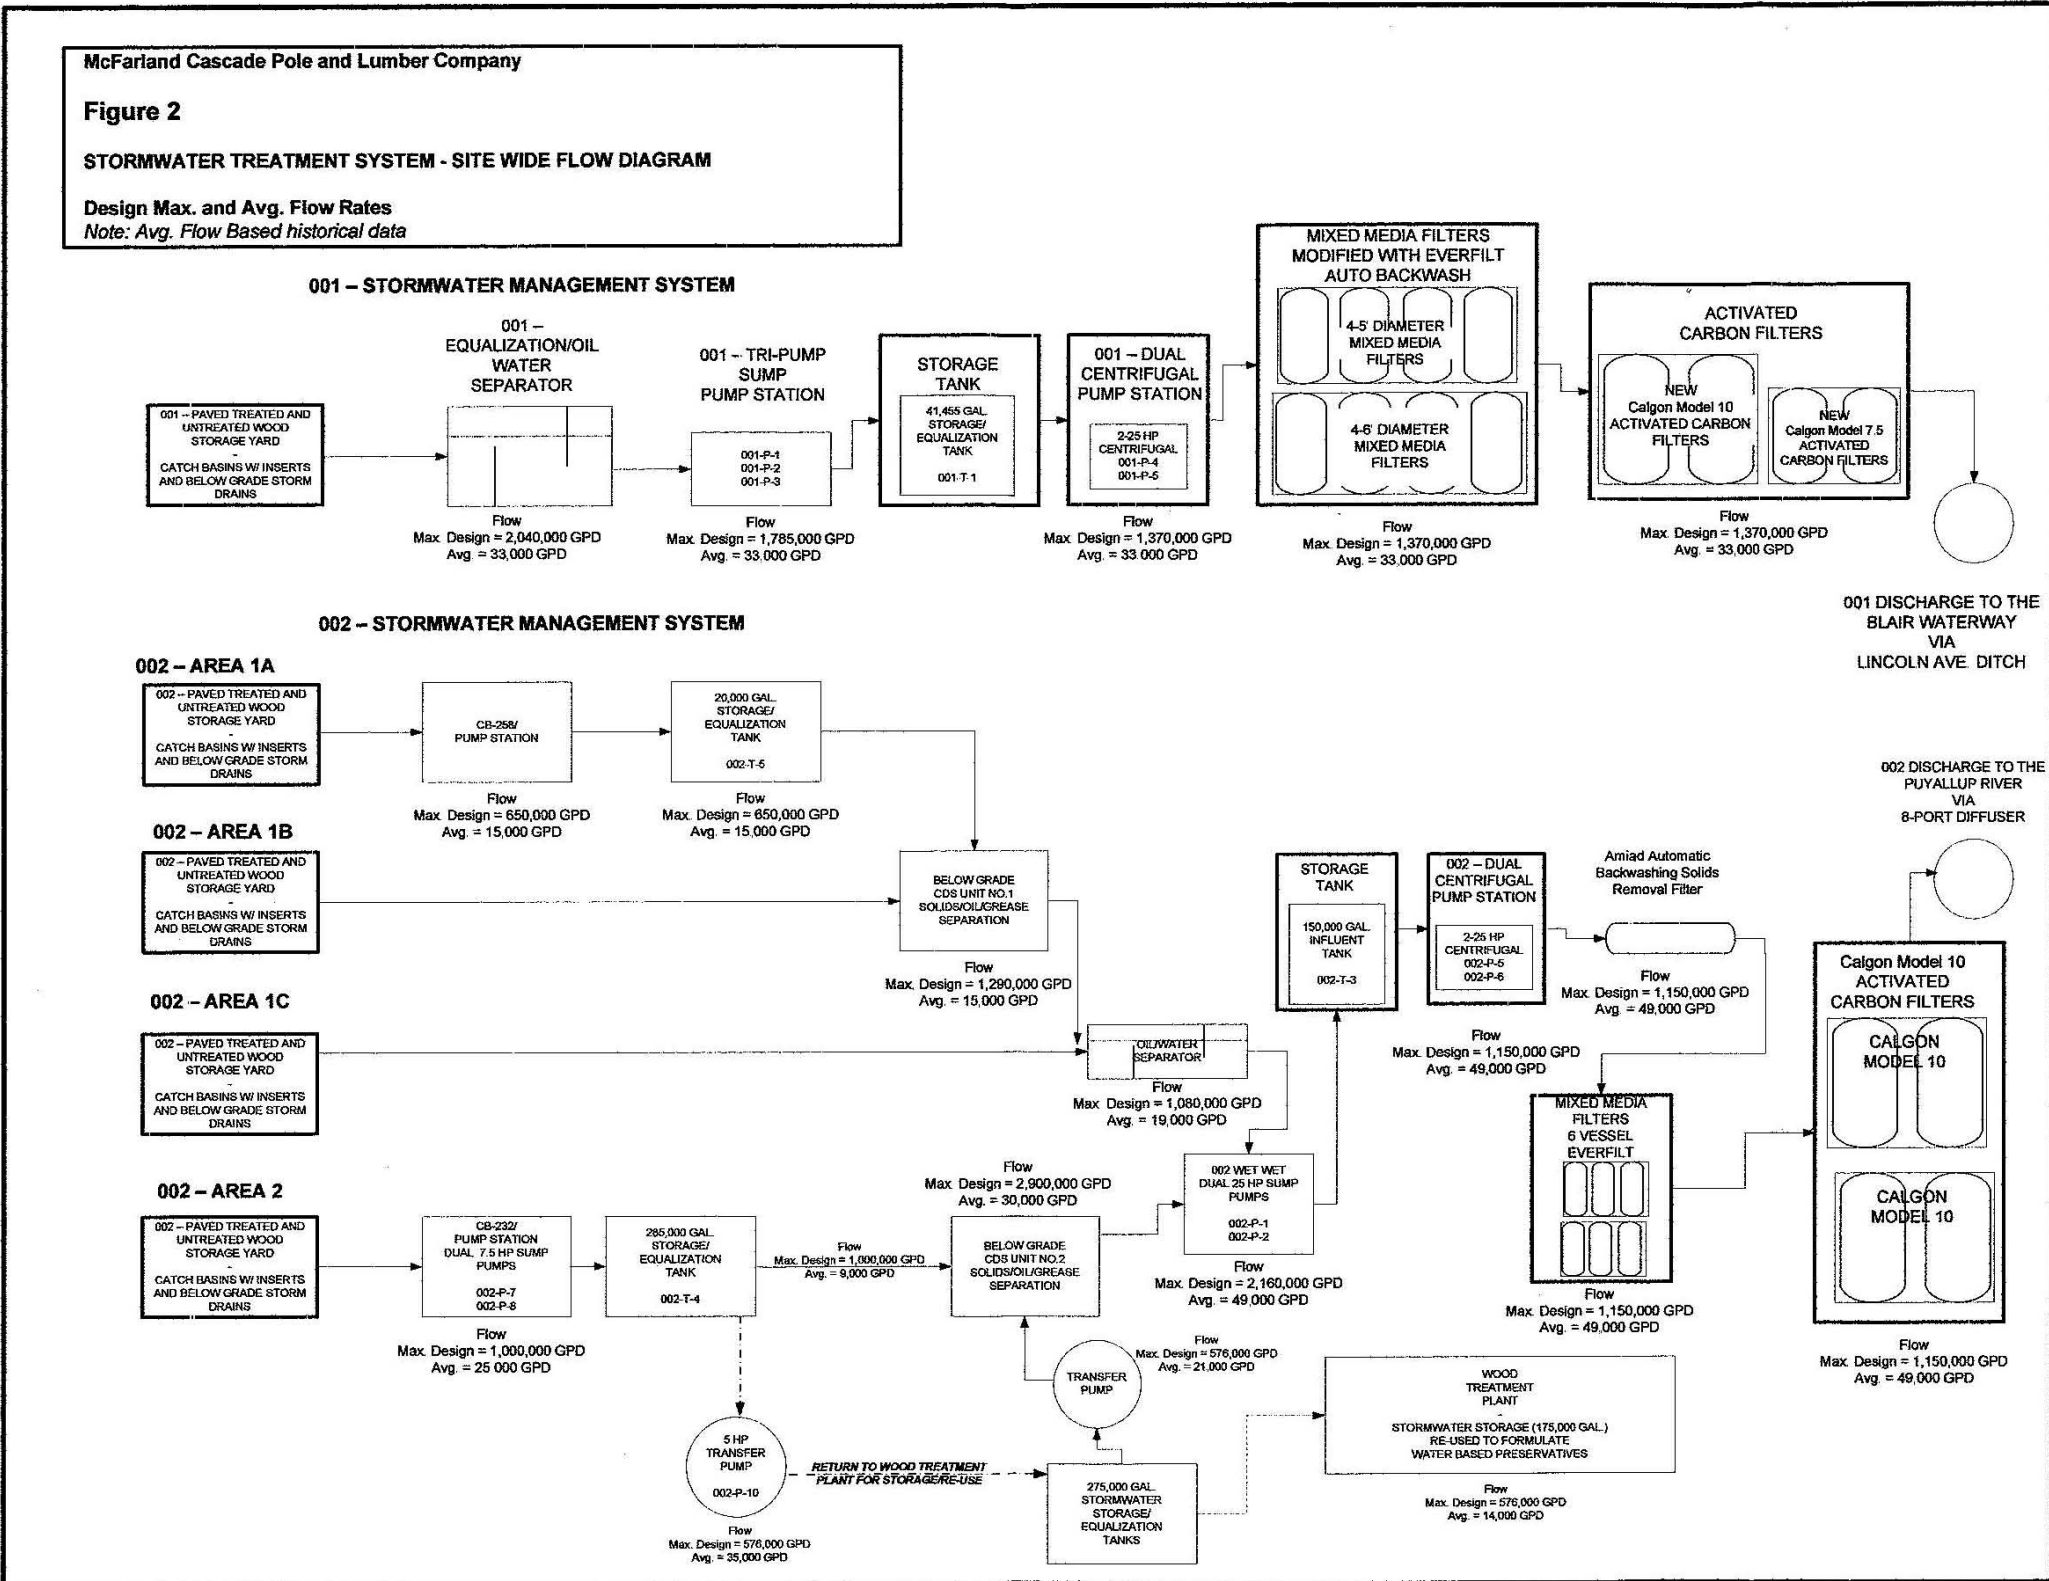 McFarland Cascade Pole and Lumber Company
Figure 2
STORMWATER TREATMENT SYSTEM - SITE WIDE FLOW DIAGRAM
Design Max. and Avg. Flow Rates
Note: Avg. Flow Based historical data
001 – STORMWATER MANAGEMENT SYSTEM
001 – PAVED TREATED AND
UNTREATED WOOD
STORAGE YARD
-
CATCH BASINS W/ INSERTS
AND BELOW GRADE STORM
DRAINS
001 –
EQUALIZATION/OIL
WATER
SEPARATOR
Flow
Max. Design = 2,040,000 GPD
Avg. = 33,000 GPD
001 – TRI-PUMP
SUMP
PUMP STATION
001-P-1
001-P-2
001-P-3
Flow
Max. Design = 1,785,000 GPD
Avg. = 33,000 GPD
STORAGE
TANK
41,455 GAL.
STORAGE/
EQUALIZATION
TANK
001-T-1
001 – DUAL
CENTRIFUGAL
PUMP STATION
2-25 HP
CENTRIFUGAL
001-P-4
001-P-5
Flow
Max. Design = 1,370,000 GPD
Avg. = 33 000 GPD
MIXED MEDIA FILTERS
MODIFIED WITH EVERFILT
AUTO BACKWASH
4-5' DIAMETER
MIXED MEDIA
FILTERS
4-6' DIAMETER
MIXED MEDIA
FILTERS
Flow
Max. Design = 1,370,000 GPD
Avg. = 33,000 GPD
ACTIVATED
CARBON FILTERS
NEW
Calgon Model 10
ACTIVATED CARBON
FILTERS
NEW
Calgon Model 7.5
ACTIVATED
CARBON FILTERS
Flow
Max. Design = 1,370,000 GPD
Avg. = 33,000 GPD
001 DISCHARGE TO THE
BLAIR WATERWAY
VIA
LINCOLN AVE. DITCH
002 – STORMWATER MANAGEMENT SYSTEM
002 – AREA 1A
002 – PAVED TREATED AND
UNTREATED WOOD
STORAGE YARD
-
CATCH BASINS W/ INSERTS
AND BELOW GRADE STORM
DRAINS
CB-258/
PUMP STATION
Flow
Max. Design = 650,000 GPD
Avg. = 15,000 GPD
20,000 GAL.
STORAGE/
EQUALIZATION
TANK
002-T-5
Flow
Max. Design = 650,000 GPD
Avg. = 15,000 GPD
002 – AREA 1B
002 – PAVED TREATED AND
UNTREATED WOOD
STORAGE YARD
-
CATCH BASINS W/ INSERTS
AND BELOW GRADE STORM
DRAINS
BELOW GRADE
CDS UNIT NO.1
SOLIDS/OIL/GREASE
SEPARATION
Flow
Max. Design = 1,290,000 GPD
Avg. = 15,000 GPD
002 – AREA 1C
002 – PAVED TREATED AND
UNTREATED WOOD
STORAGE YARD
-
CATCH BASINS W/ INSERTS
AND BELOW GRADE STORM
DRAINS
OIL/WATER
SEPARATOR
Flow
Max. Design = 1,080,000 GPD
Avg. = 19,000 GPD
002 – AREA 2
002 – PAVED TREATED AND
UNTREATED WOOD
STORAGE YARD
-
CATCH BASINS W/ INSERTS
AND BELOW GRADE STORM
DRAINS
CB-232/
PUMP STATION
DUAL 7.5 HP SUMP
PUMPS
002-P-7
002-P-8
Flow
Max. Design = 1,000,000 GPD
Avg. = 25 000 GPD
285,000 GAL.
STORAGE/
EQUALIZATION
TANK
002-T-4
Flow
Max. Design = 1,000,000 GPD
Avg. = 9,000 GPD
Flow
Max. Design = 2,900,000 GPD
Avg. = 30,000 GPD
BELOW GRADE
CDS UNIT NO.2
SOLIDS/OIL/GREASE
SEPARATION
002 WET WET
DUAL 25 HP SUMP
PUMPS
002-P-1
002-P-2
Flow
Max. Design = 2,160,000 GPD
Avg. = 49,000 GPD
STORAGE
TANK
150,000 GAL.
INFLUENT
TANK
002-T-3
002 – DUAL
CENTRIFUGAL
PUMP STATION
2-25 HP
CENTRIFUGAL
002-P-5
002-P-6
Flow
Max. Design = 1,150,000 GPD
Avg. = 49,000 GPD
Amiad Automatic
Backwashing Solids
Removal Filter
Flow
Max. Design = 1,150,000 GPD
Avg. = 49,000 GPD
MIXED MEDIA
FILTERS
6 VESSEL
EVERFILT
Flow
Max. Design = 1,150,000 GPD
Avg. = 49,000 GPD
002 DISCHARGE TO THE
PUYALLUP RIVER
VIA
8-PORT DIFFUSER
Calgon Model 10
ACTIVATED
CARBON FILTERS
CALGON
MODEL 10
CALGON
MODEL 10
Flow
Max. Design = 1,150,000 GPD
Avg. = 49,000 GPD
5 HP
TRANSFER
PUMP
002-P-10
Flow
Max. Design = 576,000 GPD
Avg. = 35,000 GPD
RETURN TO WOOD TREATMENT
PLANT FOR STORAGE/RE-USE
TRANSFER
PUMP
Flow
Max. Design = 576,000 GPD
Avg. = 21,000 GPD
275,000 GAL.
STORMWATER
STORAGE/
EQUALIZATION
TANKS
WOOD
TREATMENT
PLANT
-
STORMWATER STORAGE (175,000 GAL.)
RE-USED TO FORMULATE
WATER BASED PRESERVATIVES
Flow
Max. Design = 576,000 GPD
Avg. = 14,000 GPD